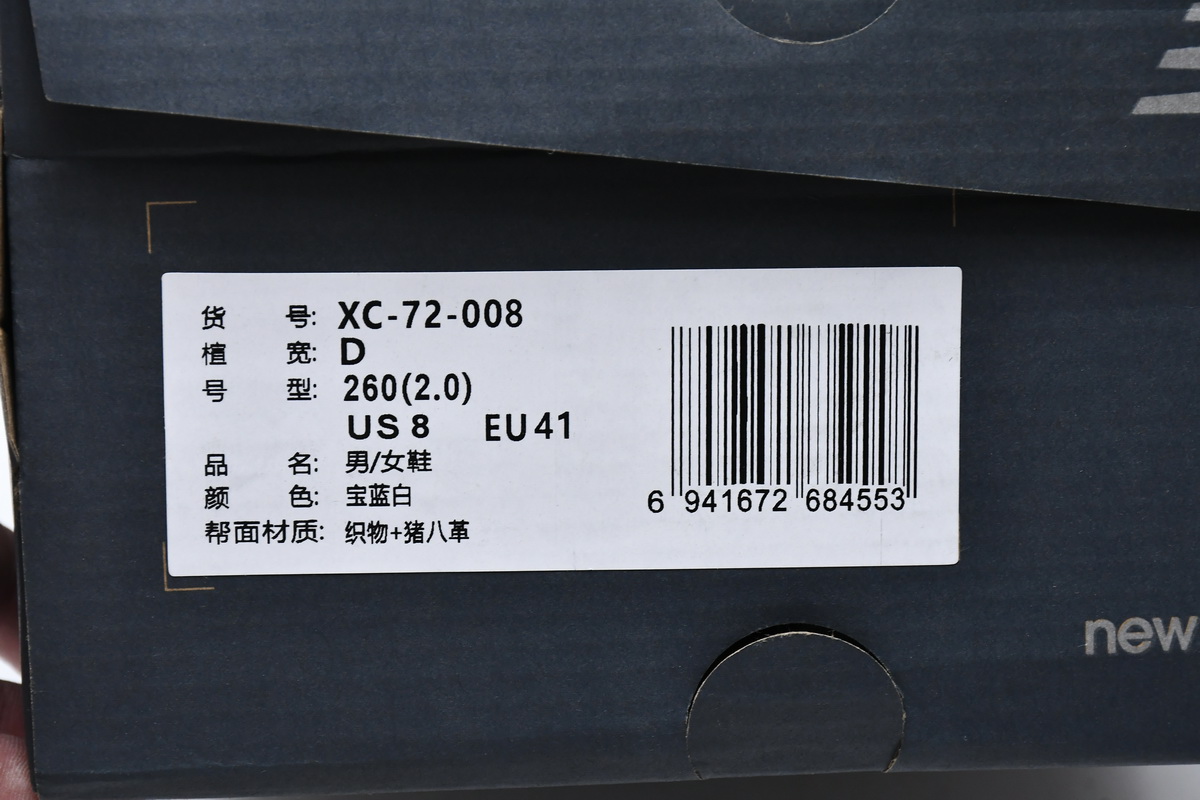 货 号: XC-72-008
楦 宽: D
号 型: 260(2.0)
US 8 EU 41
品 名: 男/女鞋
颜 色: 宝蓝白
帮面材质: 织物+猪八革
6 941672 684553
new